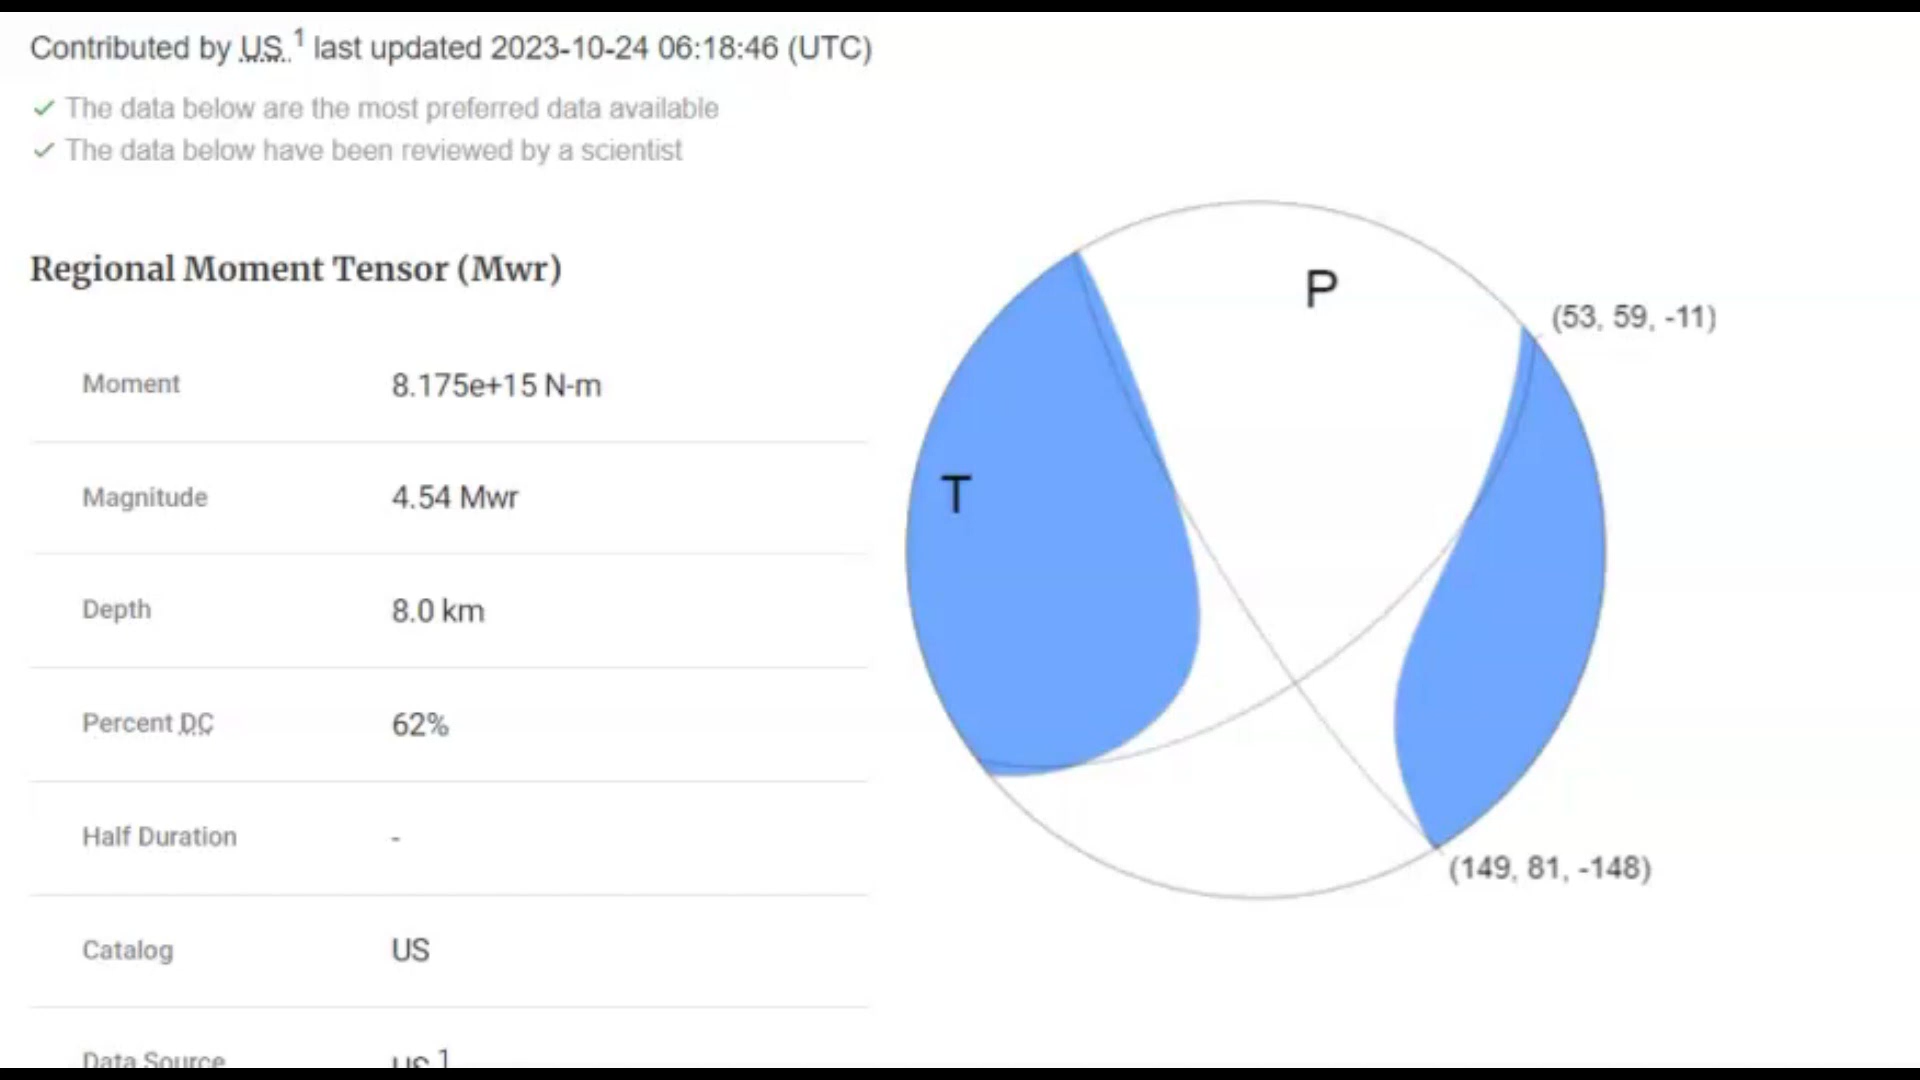 Contributed by US ¹ last updated 2023-10-24 06:18:46 (UTC)
✓ The data below are the most preferred data available
✓ The data below have been reviewed by a scientist
Regional Moment Tensor (Mwr)
Moment 8.175e+15 N-m
Magnitude 4.54 Mwr
Depth 8.0 km
Percent DC 62%
Half Duration -
Catalog US
Data Source US ¹
P
(53, 59, -11)
T
(149, 81, -148)